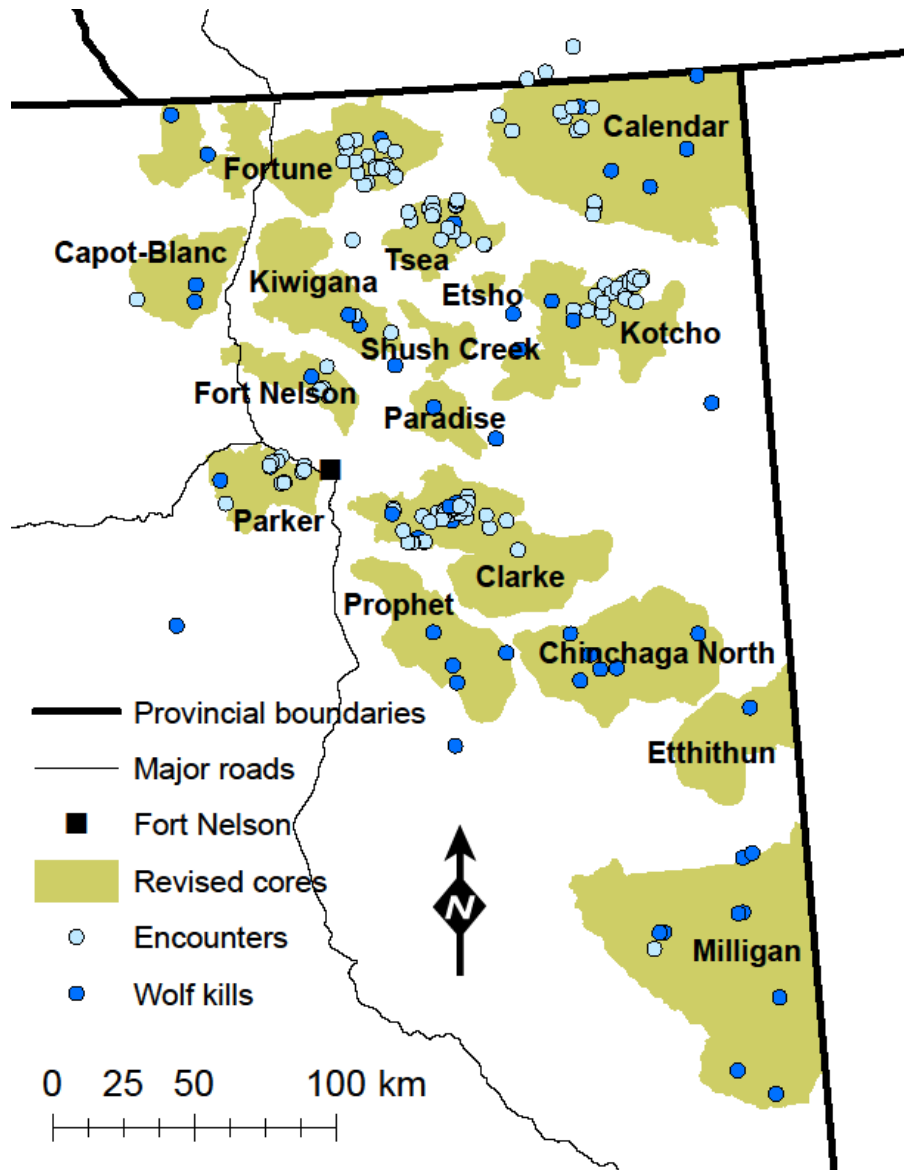 Calendar
Fortune
Capot-Blanc
Tsea
Kiwigana
Etsho
Kotcho
Shush Creek
Fort Nelson
Paradise
Parker
Clarke
Prophet
Chinchaga North
Etthithun
Milligan
Provincial boundaries
Major roads
Fort Nelson
Revised cores
Encounters
Wolf kills
N
0 25 50 100 km